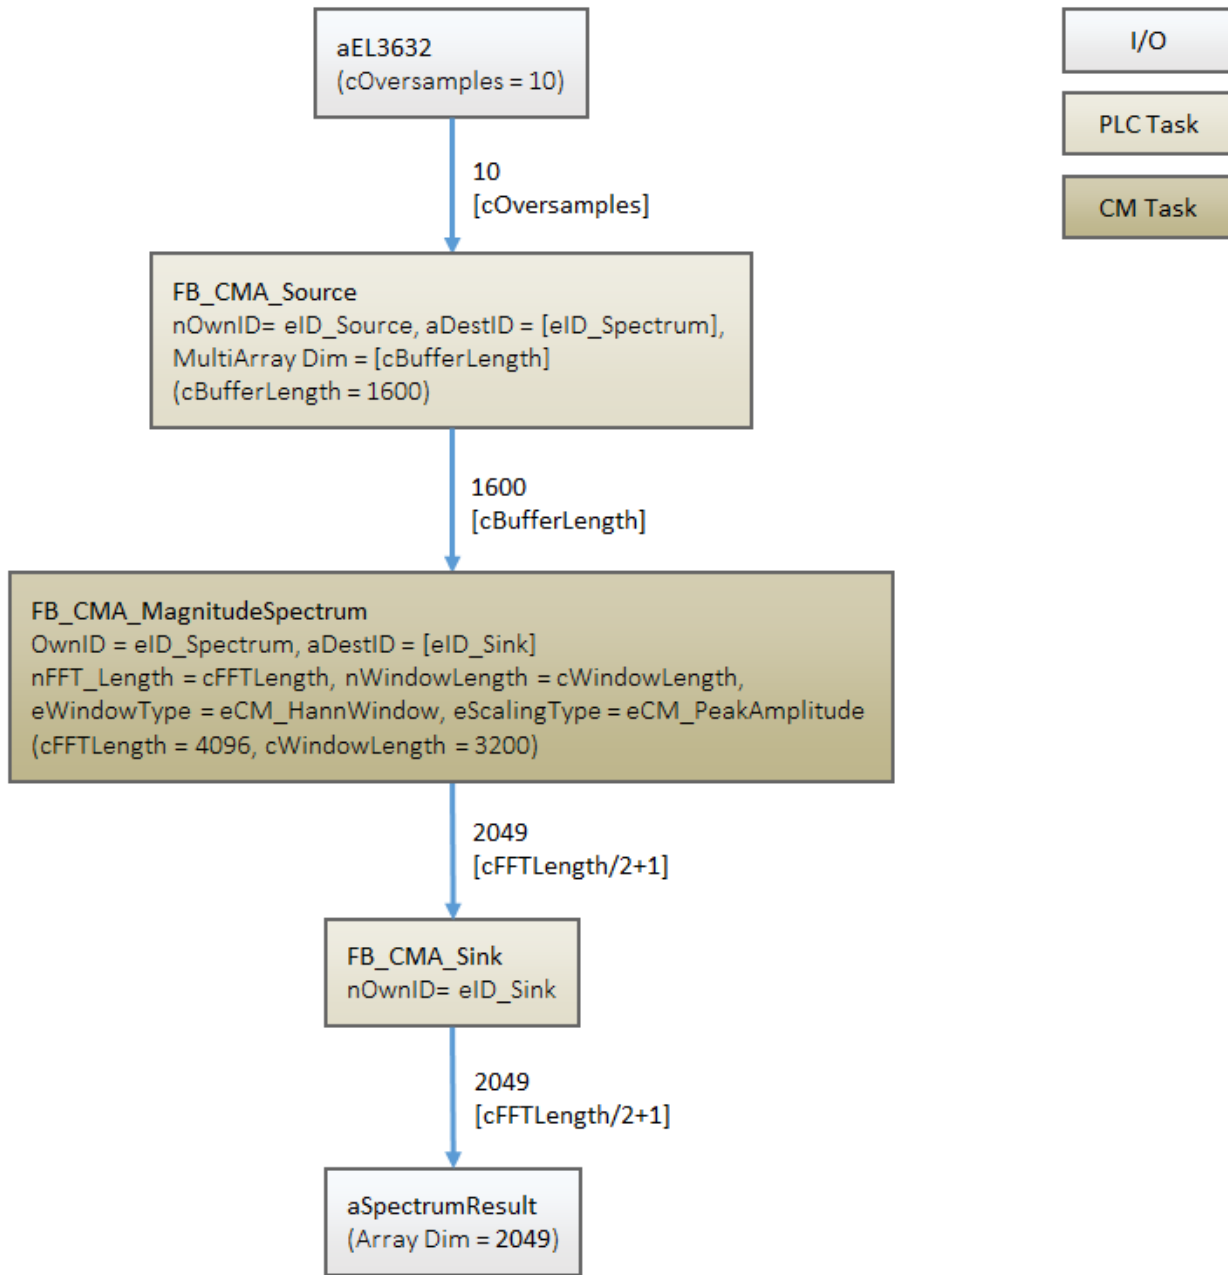 aEL3632
(cOversamples = 10)
I/O
PLC Task
CM Task
10
[cOversamples]
FB_CMA_Source
nOwnID= eID_Source, aDestID = [eID_Spectrum],
MultiArray Dim = [cBufferLength]
(cBufferLength = 1600)
1600
[cBufferLength]
FB_CMA_MagnitudeSpectrum
OwnID = eID_Spectrum, aDestID = [eID_Sink]
nFFT_Length = cFFTLength, nWindowLength = cWindowLength,
eWindowType = eCM_HannWindow, eScalingType = eCM_PeakAmplitude
(cFFTLength = 4096, cWindowLength = 3200)
2049
[cFFTLength/2+1]
FB_CMA_Sink
nOwnID= eID_Sink
2049
[cFFTLength/2+1]
aSpectrumResult
(Array Dim = 2049)